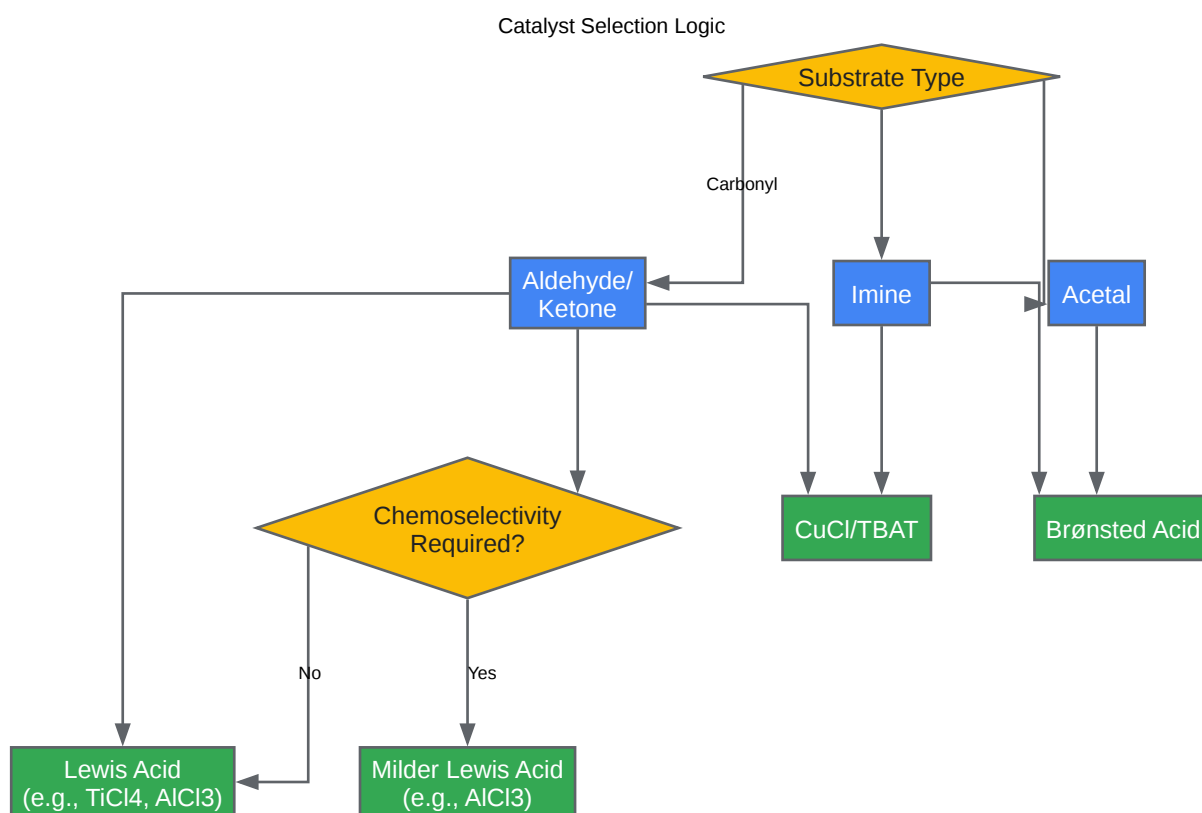 Catalyst Selection Logic
Substrate Type
Carbonyl
Aldehyde/
Ketone
Imine
Acetal
Chemoselectivity
Required?
CuCl/TBAT
Brønsted Acid
No
Yes
Lewis Acid
(e.g., TiCl4, AlCl3)
Milder Lewis Acid
(e.g., AlCl3)